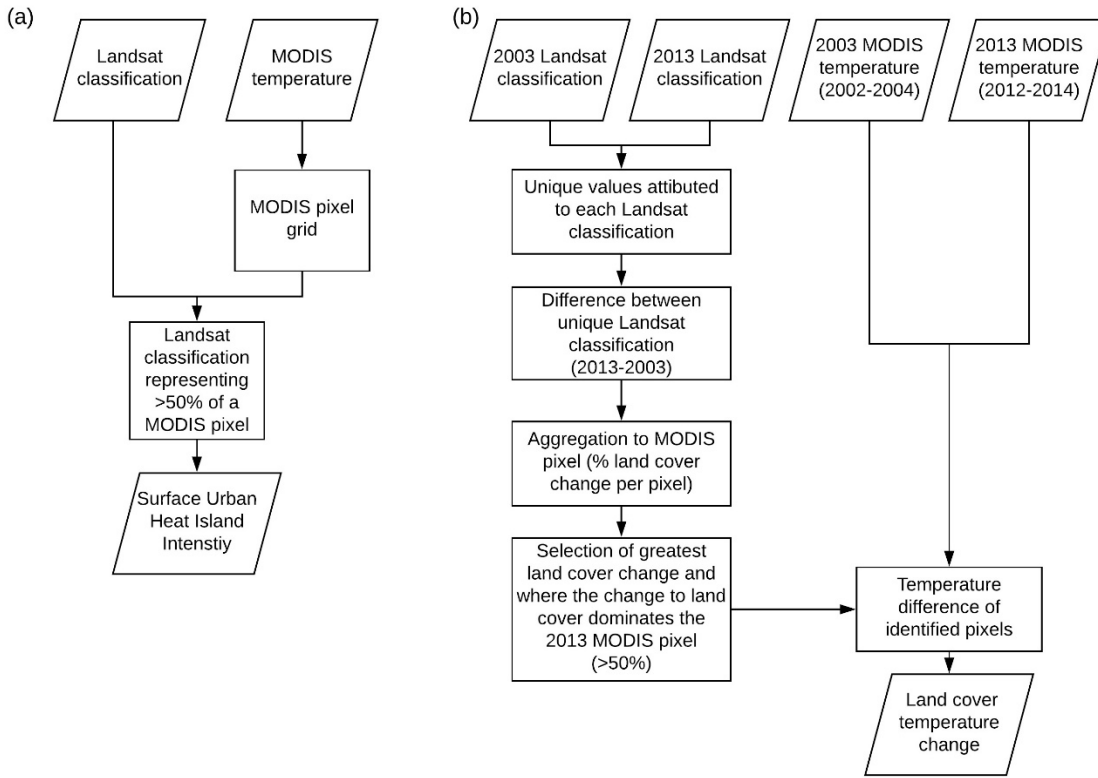 (a)
Landsat
classification
MODIS
temperature
MODIS pixel
grid
Landsat
classification
representing
>50% of a
MODIS pixel
Surface Urban
Heat Island
Intenstiy
(b)
2003 Landsat
classification
2013 Landsat
classification
2003 MODIS
temperature
(2002-2004)
2013 MODIS
temperature
(2012-2014)
Unique values attibuted
to each Landsat
classification
Difference between
unique Landsat
classification
(2013-2003)
Aggregation to MODIS
pixel (% land cover
change per pixel)
Selection of greatest
land cover change and
where the change to land
cover dominates the
2013 MODIS pixel
(>50%)
Temperature
difference of
identified pixels
Land cover
temperature
change